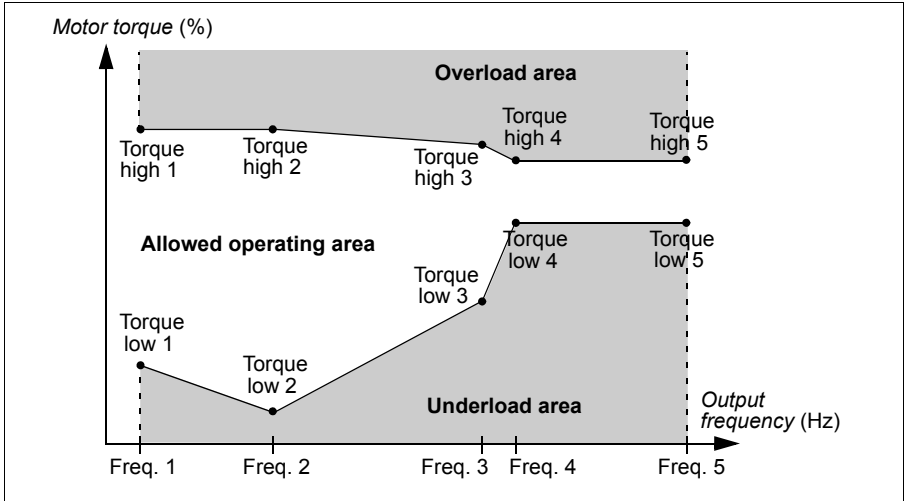 Motor torque (%)
Overload area
Torque
high 1
Torque
high 2
Torque
high 3
Torque
high 4
Torque
high 5
Allowed operating area
Torque
low 1
Torque
low 2
Torque
low 3
Torque
low 4
Torque
low 5
Underload area
Output
frequency (Hz)
Freq. 1
Freq. 2
Freq. 3
Freq. 4
Freq. 5